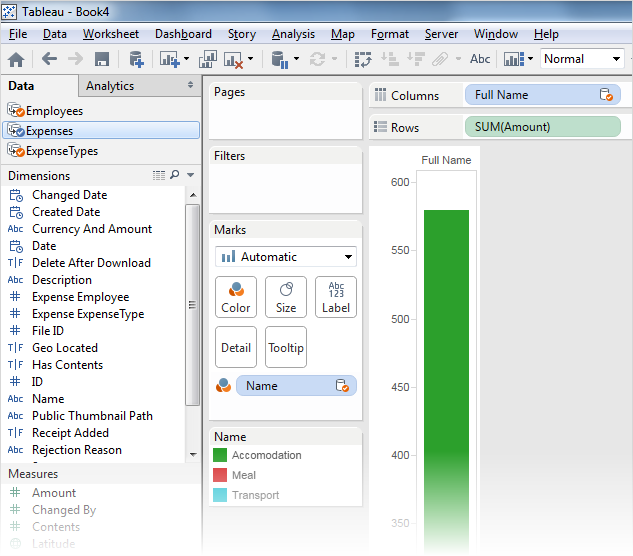 Tableau - Book4
File Data Worksheet Dashboard Story Analysis Map Format Server Window Help
Abc Normal
Data Analytics
Employees
Expenses
ExpenseTypes
Dimensions
Changed Date
Created Date
Abc Currency And Amount
Date
T|F Delete After Download
Abc Description
# Expense Employee
# Expense ExpenseType
# File ID
T|F Geo Located
T|F Has Contents
# ID
Abc Name
Abc Public Thumbnail Path
T|F Receipt Added
Abc Rejection Reason
Measures
# Amount
# Changed By
# Contents
Latitude
Pages
Filters
Marks
Automatic
Color Size Abc 123 Label
Detail Tooltip
Name
Name
Accomodation
Meal
Transport
Columns Full Name
Rows SUM(Amount)
Full Name
600
550
500
450
400
350